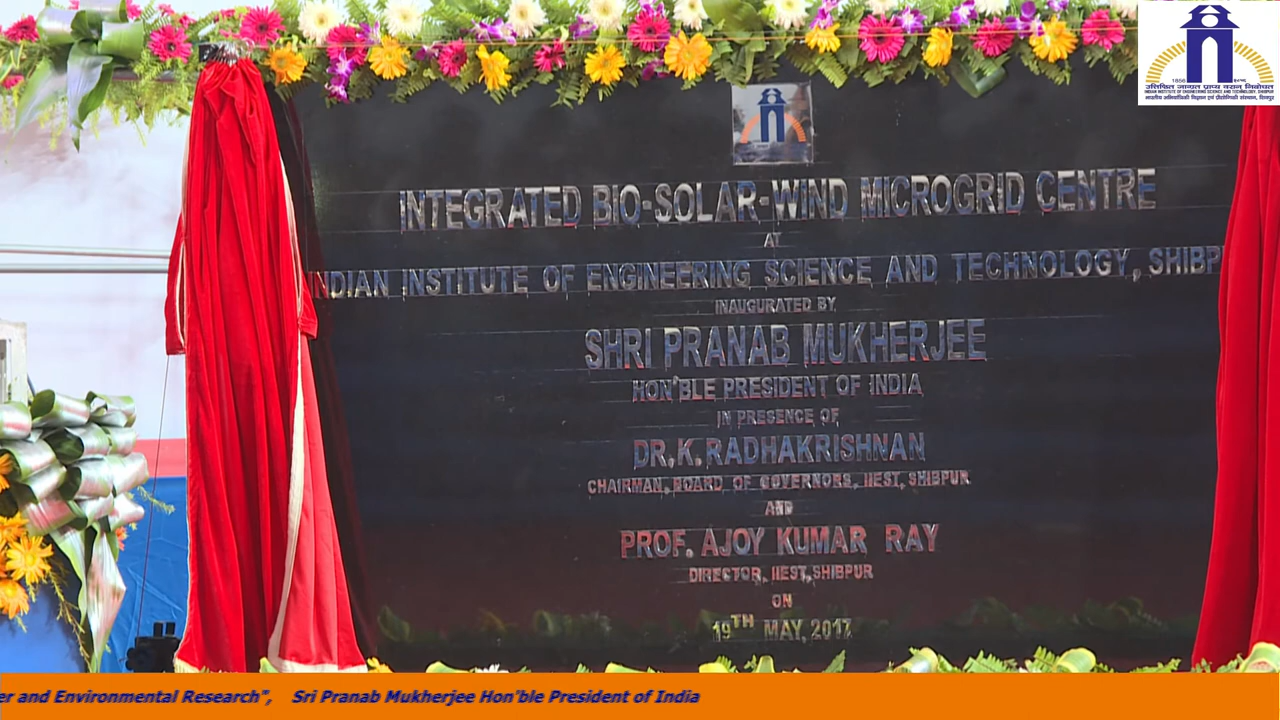 1856
INTEGRATED BIO-SOLAR-WIND MICROGRID CENTRE
AT
INDIAN INSTITUTE OF ENGINEERING SCIENCE AND TECHNOLOGY, SHIBP
INAUGURATED BY
SHRI PRANAB MUKHERJEE
HON'BLE PRESIDENT OF INDIA
IN PRESENCE OF
DR.K.RADHAKRISHNAN
CHAIRMAN, BOARD OF GOVERNORS, IIEST, SHIBPUR
AND
PROF. AJOY KUMAR RAY
DIRECTOR, IIEST,SHIBPUR
ON
19TH MAY, 2017
er and Environmental Research", Sri Pranab Mukherjee Hon'ble President of India